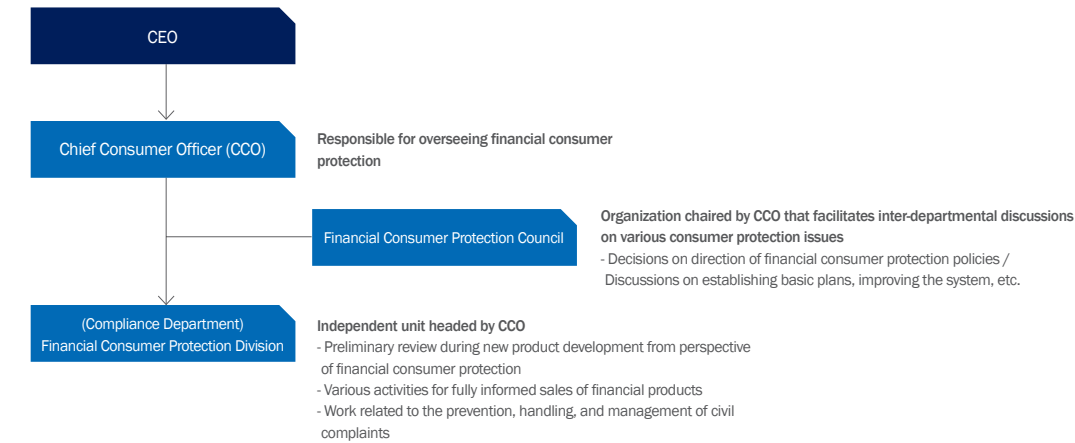 CEO
Chief Consumer Officer (CCO)
Responsible for overseeing financial consumer
protection
Financial Consumer Protection Council
Organization chaired by CCO that facilitates inter-departmental discussions
on various consumer protection issues
- Decisions on direction of financial consumer protection policies /
Discussions on establishing basic plans, improving the system, etc.
(Compliance Department)
Financial Consumer Protection Division
Independent unit headed by CCO
- Preliminary review during new product development from perspective
of financial consumer protection
- Various activities for fully informed sales of financial products
- Work related to the prevention, handling, and management of civil
complaints